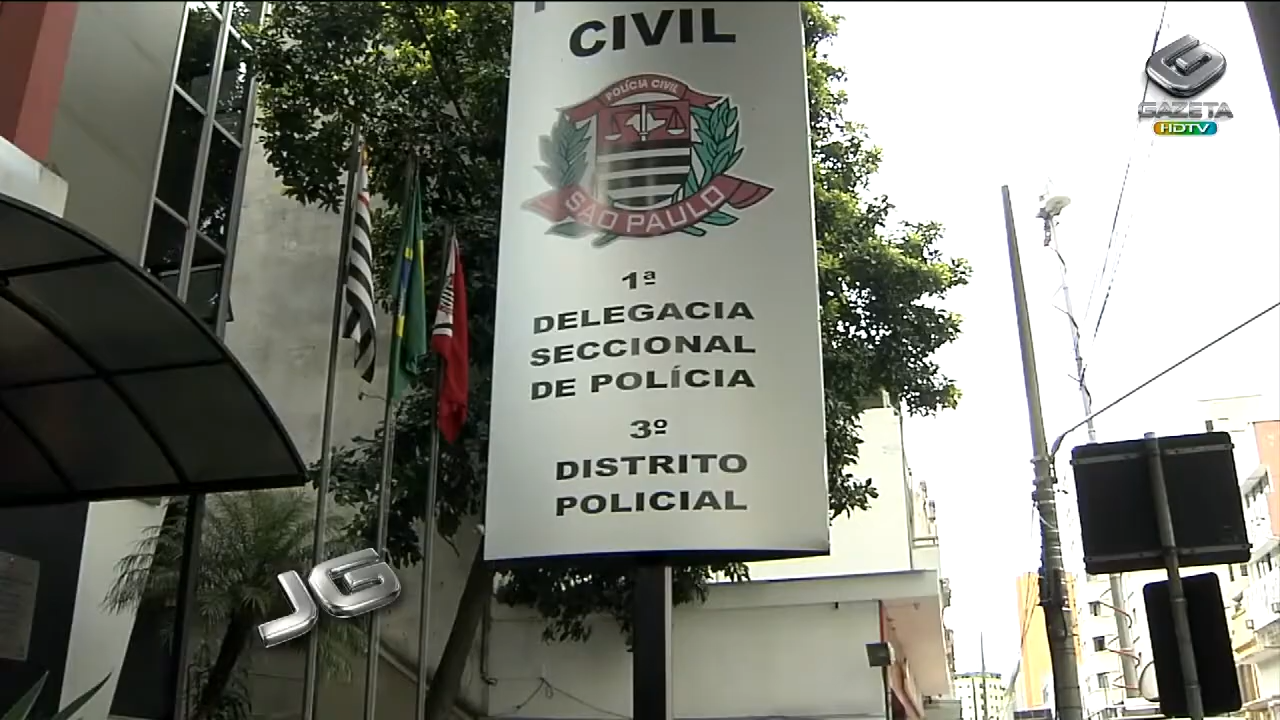 CIVIL
POLÍCIA CIVIL
SÃO PAULO
1ª
DELEGACIA
SECCIONAL
DE POLÍCIA
3º
DISTRITO
POLICIAL
GAZETA
HDTV
JG